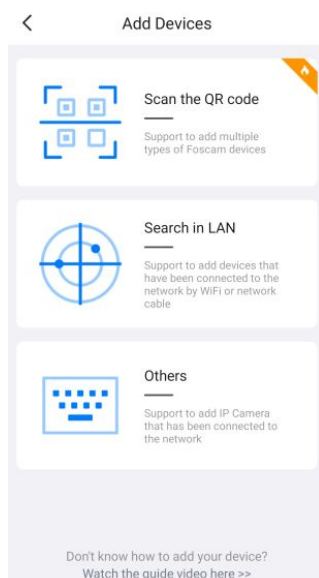 Add Devices
Scan the QR code
Support to add multiple
types of Foscam devices
Search in LAN
Support to add devices that
have been connected to the
network by WiFi or network
cable
Others
Support to add IP Camera
that has been connected to
the network
Don't know how to add your device?
Watch the guide video here >>